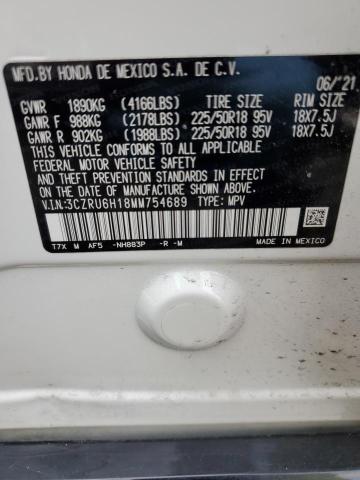 MFD.BY HONDA DE MEXICO S.A. DE C.V.
06/'21
GVWR 1890KG (4166LBS) TIRE SIZE RIM SIZE
GAWR F 988KG (2178LBS) 225/50R18 95V 18X7.5J
GAWR R 902KG (1988LBS) 225/50R18 95V 18X7.5J
THIS VEHICLE CONFORMS TO ALL APPLICABLE
FEDERAL MOTOR VEHICLE SAFETY, BUMPER,
AND THEFT PREVENTION STANDARDS IN EFFECT
ON THE DATE OF MANUFACTURE SHOWN ABOVE.
V.I.N:3CZRU6H18MM754689 TYPE: MPV
T7X M AF5 -NH883P -R -M